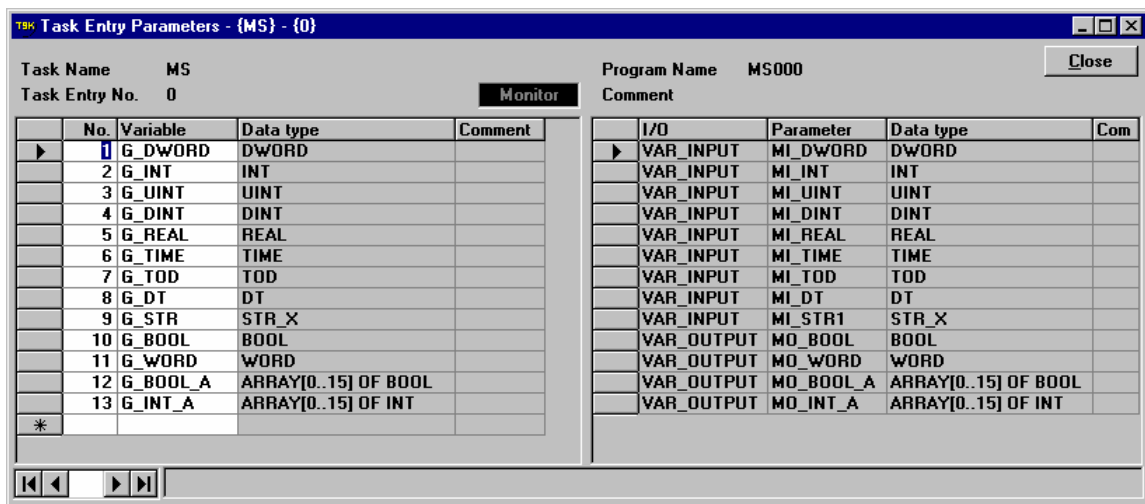 TSK Task Entry Parameters - {MS} - {0}
Close
Task Name MS Program Name MS000
Task Entry No. 0 Monitor Comment
No. Variable Data type Comment I/O Parameter Data type Com
1 G_DWORD DWORD VAR_INPUT MI_DWORD DWORD
2 G_INT INT VAR_INPUT MI_INT INT
3 G_UINT UINT VAR_INPUT MI_UINT UINT
4 G_DINT DINT VAR_INPUT MI_DINT DINT
5 G_REAL REAL VAR_INPUT MI_REAL REAL
6 G_TIME TIME VAR_INPUT MI_TIME TIME
7 G_TOD TOD VAR_INPUT MI_TOD TOD
8 G_DT DT VAR_INPUT MI_DT DT
9 G_STR STR_X VAR_INPUT MI_STR1 STR_X
10 G_BOOL BOOL VAR_OUTPUT MO_BOOL BOOL
11 G_WORD WORD VAR_OUTPUT MO_WORD WORD
12 G_BOOL_A ARRAY[0..15] OF BOOL VAR_OUTPUT MO_BOOL_A ARRAY[0..15] OF BOOL
13 G_INT_A ARRAY[0..15] OF INT VAR_OUTPUT MO_INT_A ARRAY[0..15] OF INT